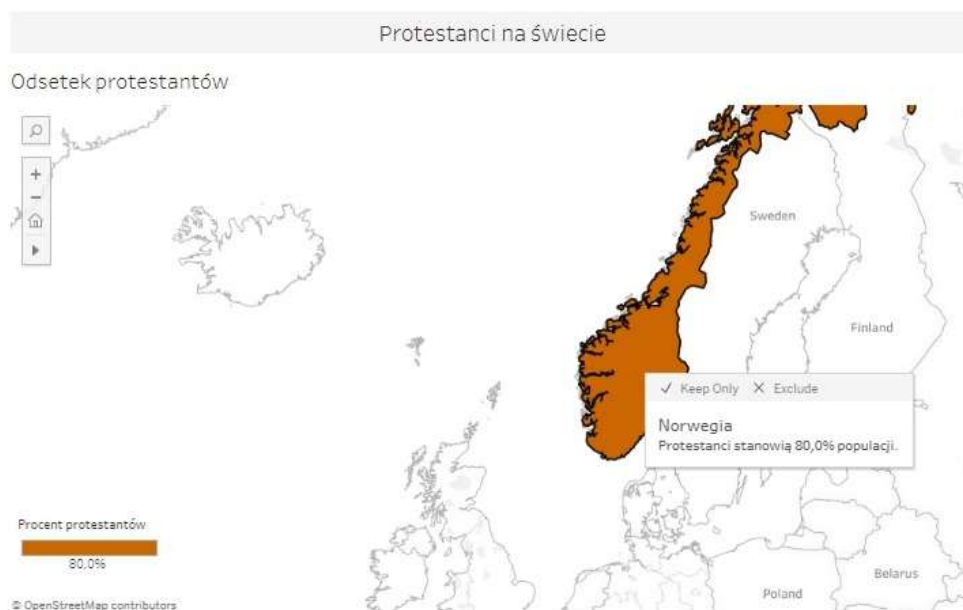 Protestanci na świecie
Odsetek protestantów
Sweden
Finland
Keep Only Exclude
Norwegia
Protestanci stanowią 80,0% populacji.
Procent protestantów
80,0%
Belarus
Poland
© OpenStreetMap contributors